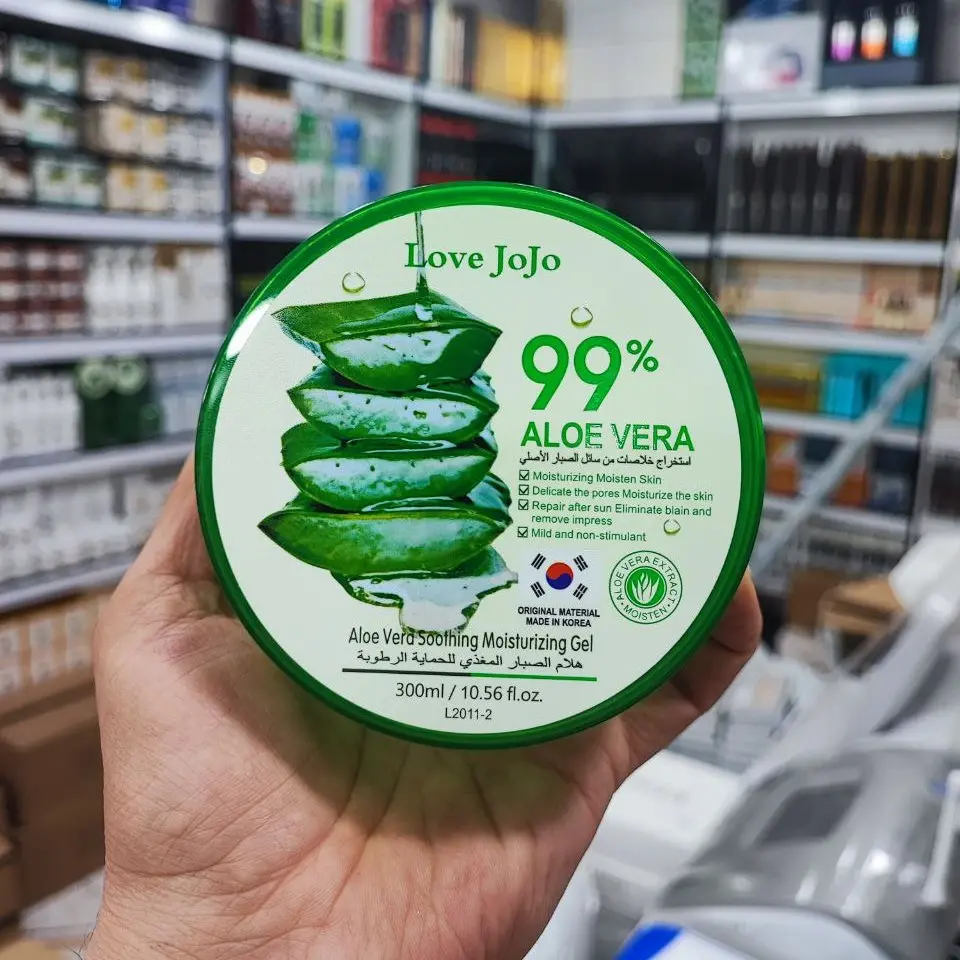 Love JoJo
99%
ALOE VERA
استخراج خلاصات من سائل الصبار الأصلي
Moisturizing Moisten Skin
Delicate the pores Moisturize the skin
Repair after sun Eliminate blain and
remove impress
Mild and non-stimulant
ORIGINAL MATERIAL
MADE IN KOREA
ALOE VERA EXTRACT
MOISTEN
Aloe Vera Soothing Moisturizing Gel
هلام الصبار المغذي للحماية الرطوبة
300ml / 10.56 fl.oz.
L2011-2